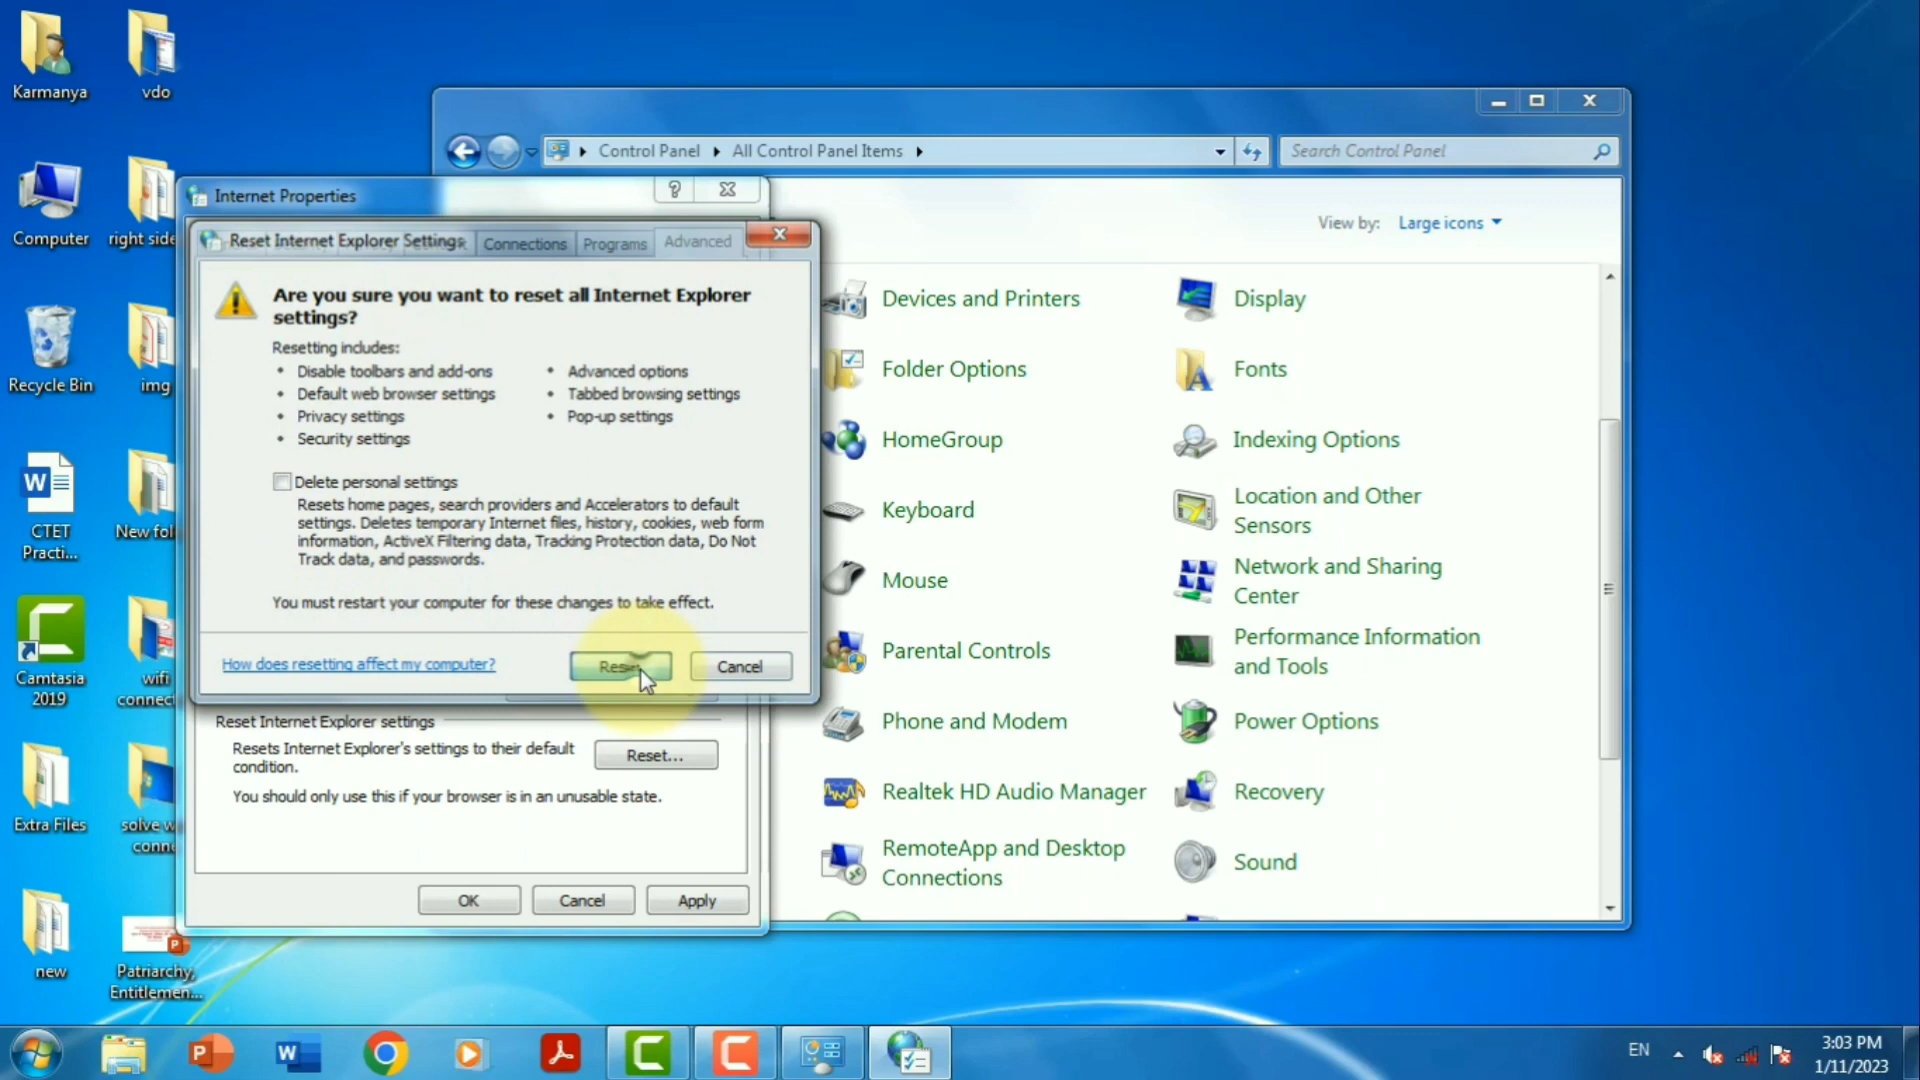 Karmanya
vdo
Computer
right side
Recycle Bin
img
CTET
Practi...
New fol
Camtasia
2019
wifi
connec
Extra Files
solve w
conne
new
Patriarchy,
Entitlemen...
Control Panel
All Control Panel Items
Search Control Panel
View by:
Large icons
Devices and Printers
Display
Folder Options
Fonts
HomeGroup
Indexing Options
Keyboard
Location and Other
Sensors
Mouse
Network and Sharing
Center
Parental Controls
Performance Information
and Tools
Phone and Modem
Power Options
Realtek HD Audio Manager
Recovery
RemoteApp and Desktop
Connections
Sound
Internet Properties
Connections
Programs
Advanced
Reset Internet Explorer Settings
Are you sure you want to reset all Internet Explorer
settings?
Resetting includes:
• Disable toolbars and add-ons
• Default web browser settings
• Privacy settings
• Security settings
• Advanced options
• Tabbed browsing settings
• Pop-up settings
Delete personal settings
Resets home pages, search providers and Accelerators to default
settings. Deletes temporary Internet files, history, cookies, web form
information, ActiveX Filtering data, Tracking Protection data, Do Not
Track data, and passwords.
You must restart your computer for these changes to take effect.
How does resetting affect my computer?
Reset
Cancel
Reset Internet Explorer settings
Resets Internet Explorer's settings to their default
condition.
Reset...
You should only use this if your browser is in an unusable state.
OK
Cancel
Apply
EN
3:03 PM
1/11/2023